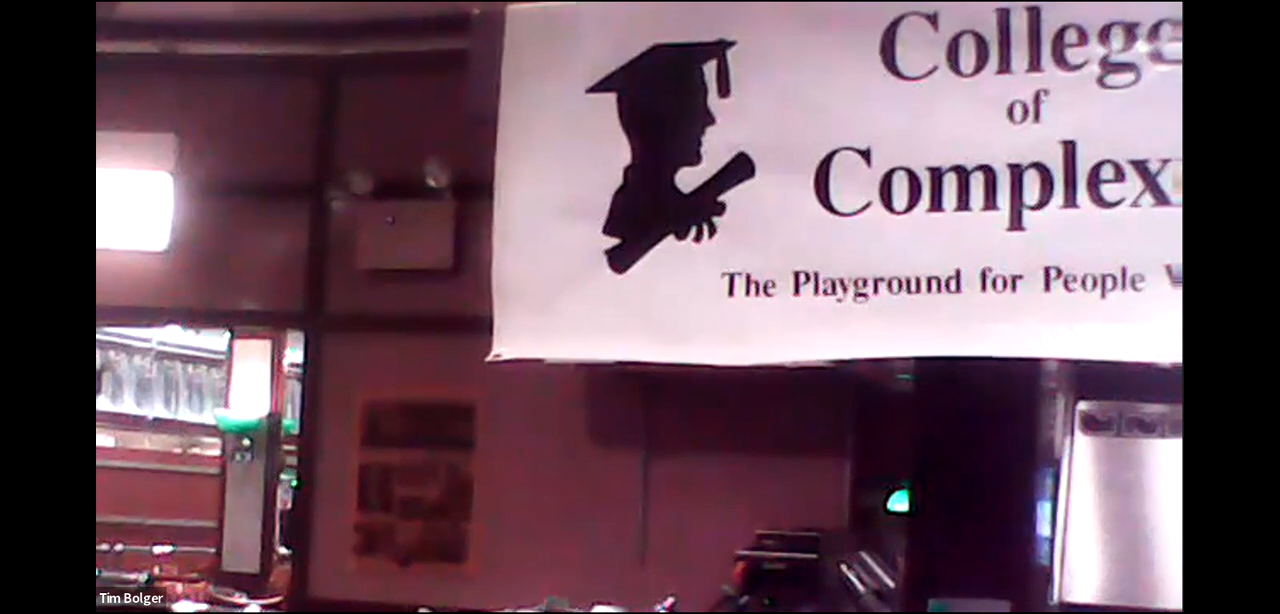 College
of
Complex
The Playground for People
Tim Bolger